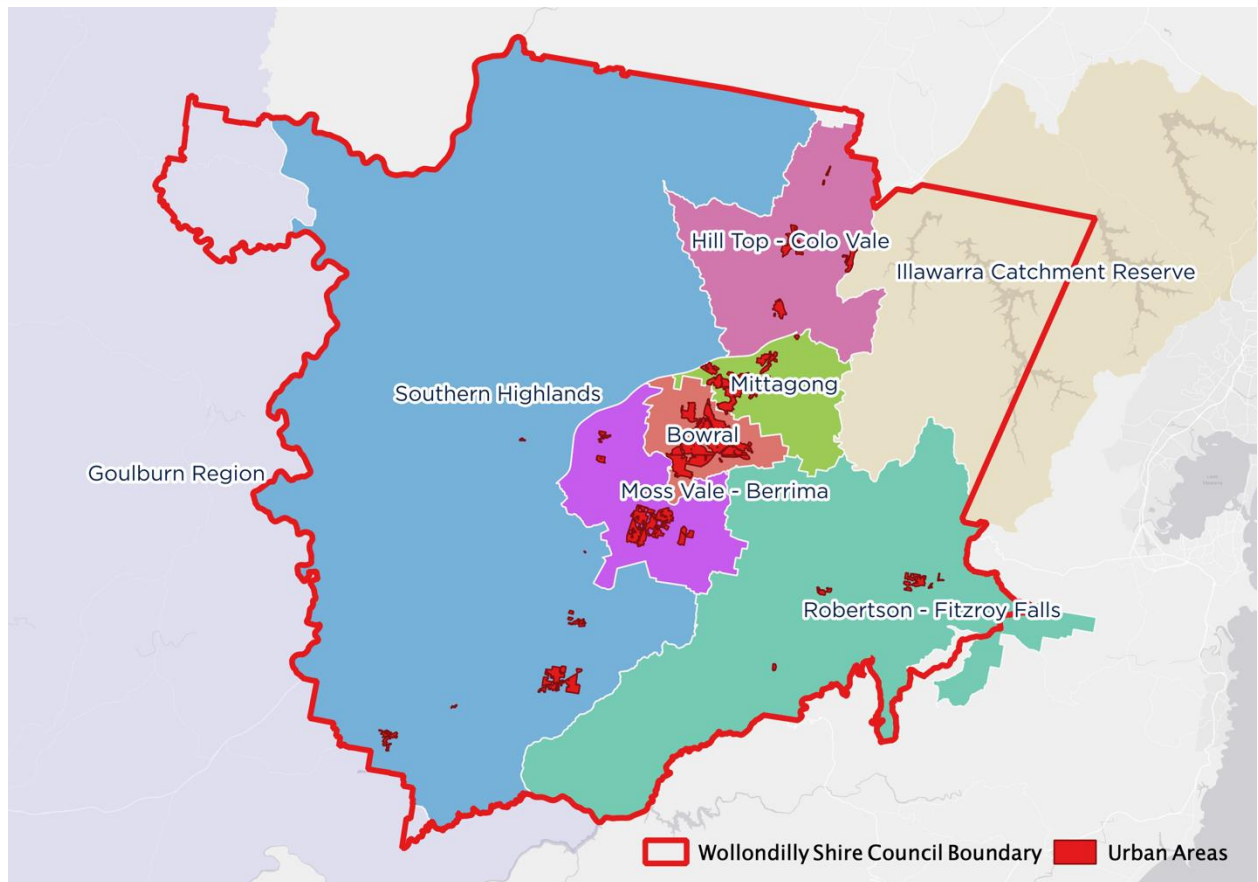 Hill Top - Colo Vale
Illawarra Catchment Reserve
Southern Highlands
Mittagong
Bowral
Goulburn Region
Moss Vale - Berrima
Robertson - Fitzroy Falls
Wollondilly Shire Council Boundary
Urban Areas